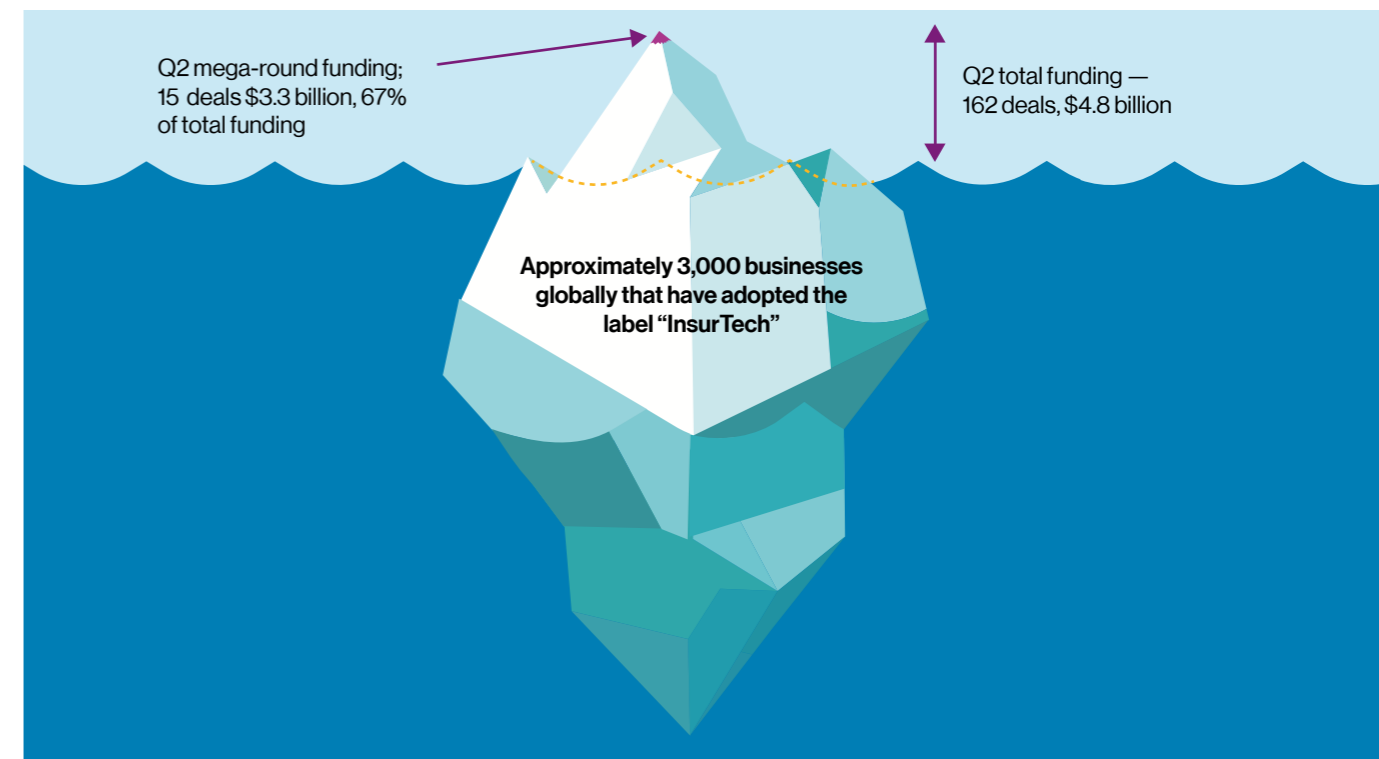 Q2 mega-round funding;
15 deals $3.3 billion, 67%
of total funding
Q2 total funding —
162 deals, $4.8 billion
Approximately 3,000 businesses
globally that have adopted the
label “InsurTech”